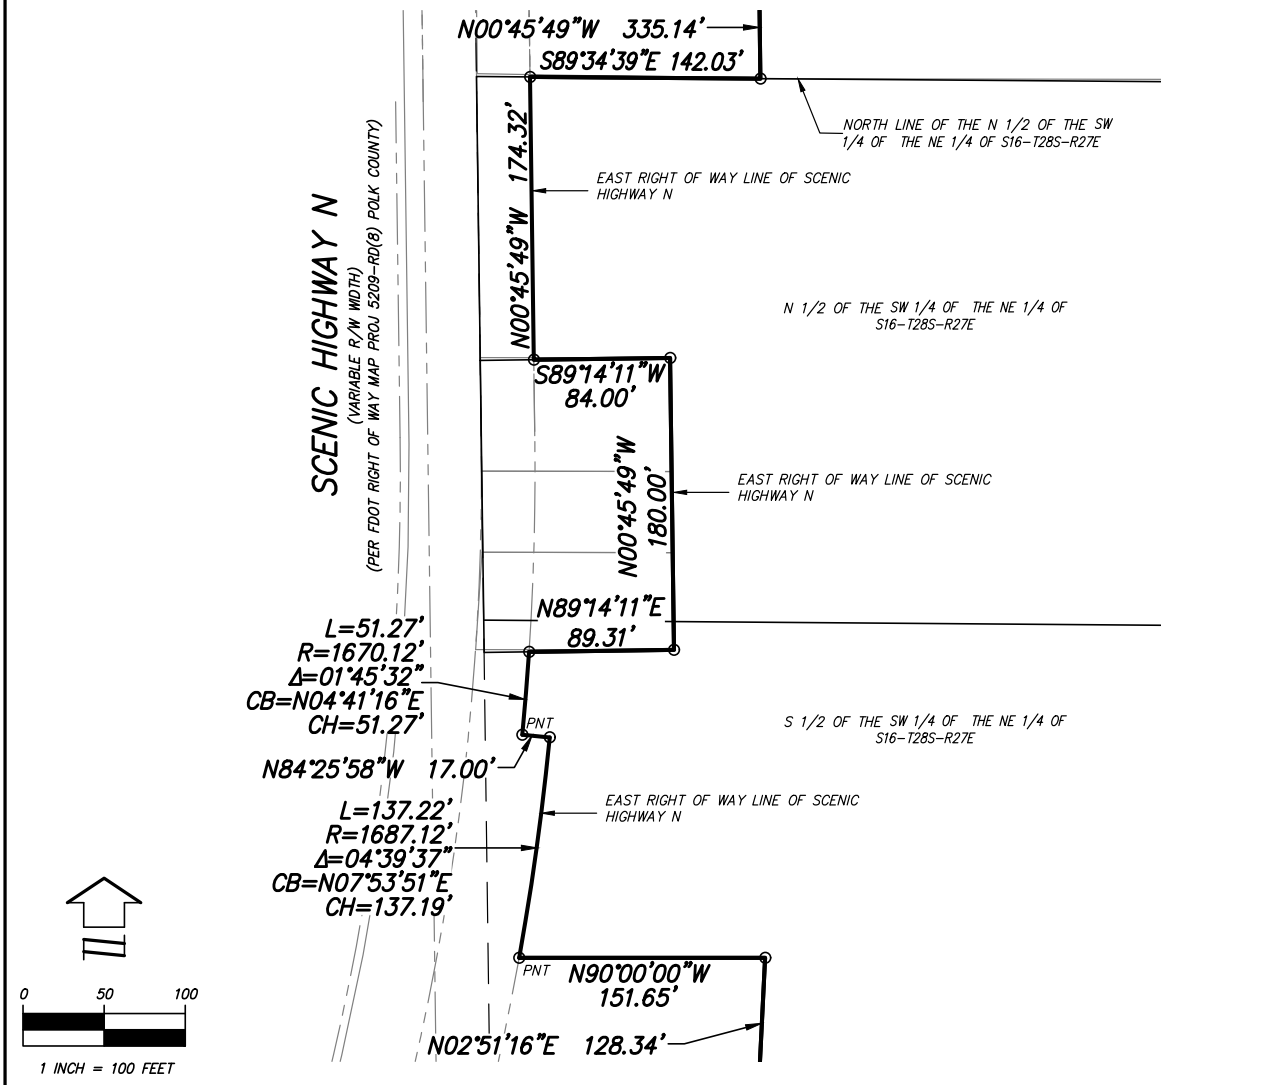 N00°45'49"W 335.14'
S89°34'39"E 142.03'
NORTH LINE OF THE N 1/2 OF THE SW
1/4 OF THE NE 1/4 OF S16-T28S-R27E
N00°45'49"W 174.32'
EAST RIGHT OF WAY LINE OF SCENIC
HIGHWAY N
SCENIC HIGHWAY N
(VARIABLE R/W WIDTH)
(PER FDOT RIGHT OF WAY MAP PROJ 5209-RD(8) POLK COUNTY)
N 1/2 OF THE SW 1/4 OF THE NE 1/4 OF
S16-T28S-R27E
S89°14'11"W
84.00'
N00°45'49"W
180.00'
EAST RIGHT OF WAY LINE OF SCENIC
HIGHWAY N
N89°14'11"E
89.31'
L=51.27'
R=1670.12'
Δ=01°45'32"
CB=N04°41'16"E
CH=51.27'
PNT
S 1/2 OF THE SW 1/4 OF THE NE 1/4 OF
S16-T28S-R27E
N84°25'58"W 17.00'
EAST RIGHT OF WAY LINE OF SCENIC
HIGHWAY N
L=137.22'
R=1687.12'
Δ=04°39'37"
CB=N07°53'51"E
CH=137.19'
PNT
N90°00'00"W
151.65'
N02°51'16"E 128.34'
0 50 100
1 INCH = 100 FEET